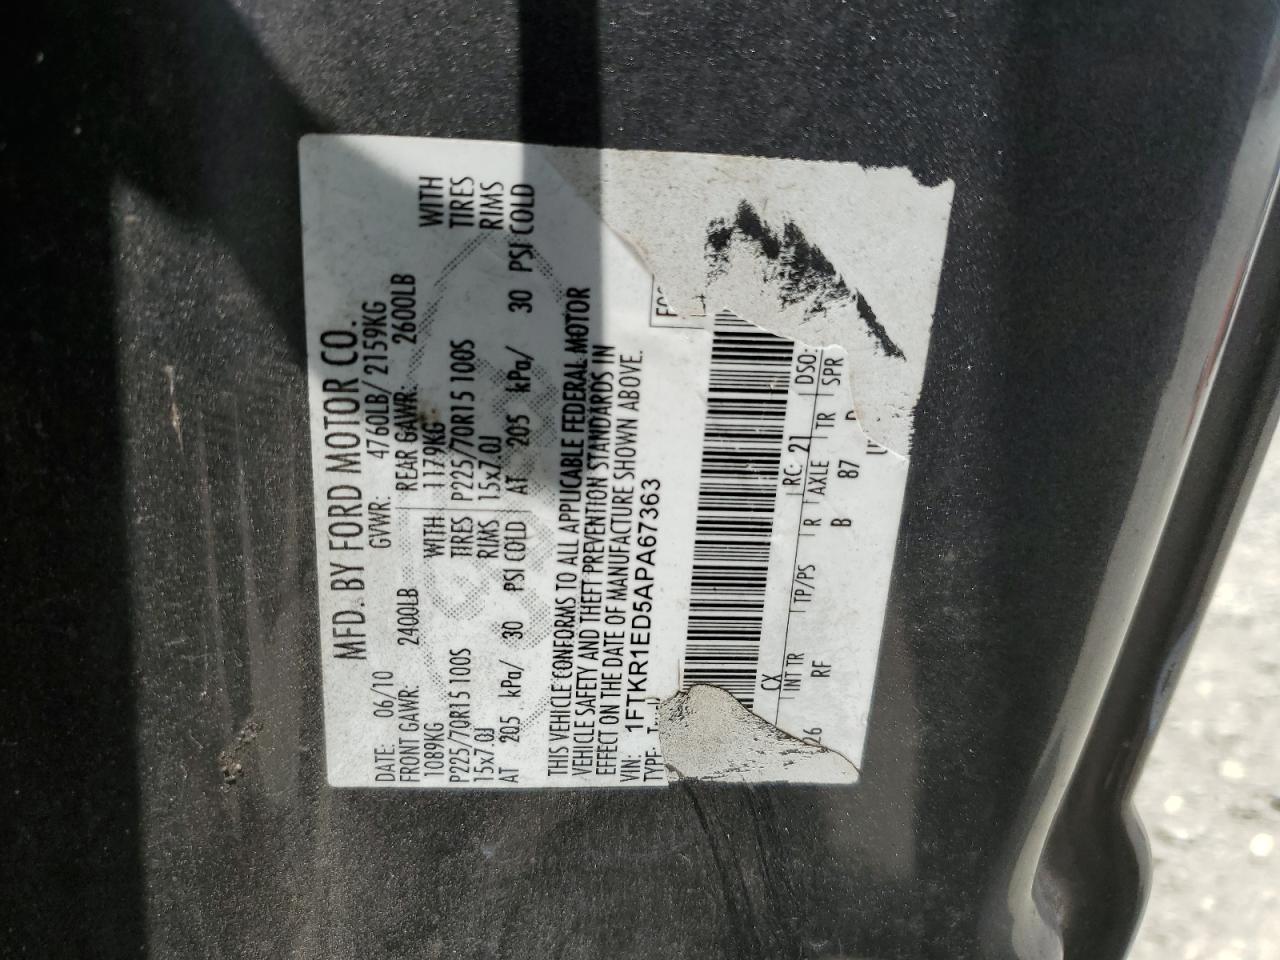 MFD. BY FORD MOTOR CO.
DATE: 06/10 GVWR: 4760LB/ 2159KG
FRONT GAWR: 2400LB REAR GAWR: 2600LB
1089KG WITH 1179KG WITH
P225/70R15 100S TIRES P225/70R15 100S TIRES
15x7.0J RIMS 15x7.0J RIMS
AT 205 kPa/ 30 PSI COLD AT 205 kPa/ 30 PSI COLD
THIS VEHICLE CONFORMS TO ALL APPLICABLE FEDERAL MOTOR
VEHICLE SAFETY AND THEFT PREVENTION STANDARDS IN
EFFECT ON THE DATE OF MANUFACTURE SHOWN ABOVE.
VIN: 1FTKR1ED5APA67363
TYPE:
CX RC: 21 DSO:
INT TR TP/PS R AXLE TR SPR
26 RF B 87